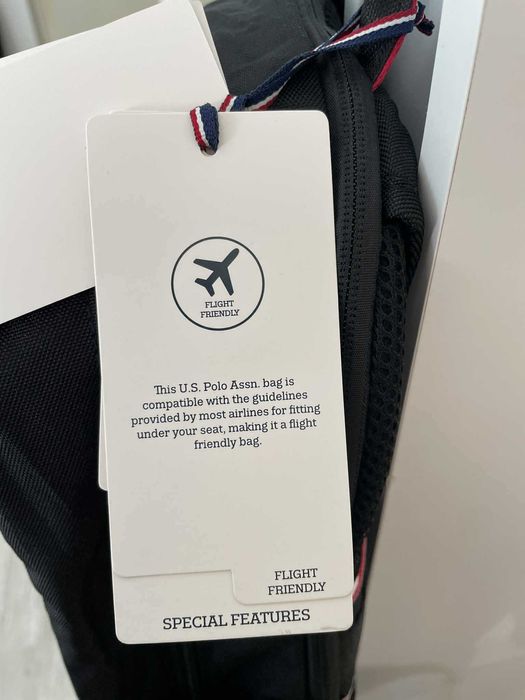 FLIGHT
FRIENDLY
This U.S. Polo Assn. bag is
compatible with the guidelines
provided by most airlines for fitting
under your seat, making it a flight
friendly bag.
FLIGHT
FRIENDLY
SPECIAL FEATURES